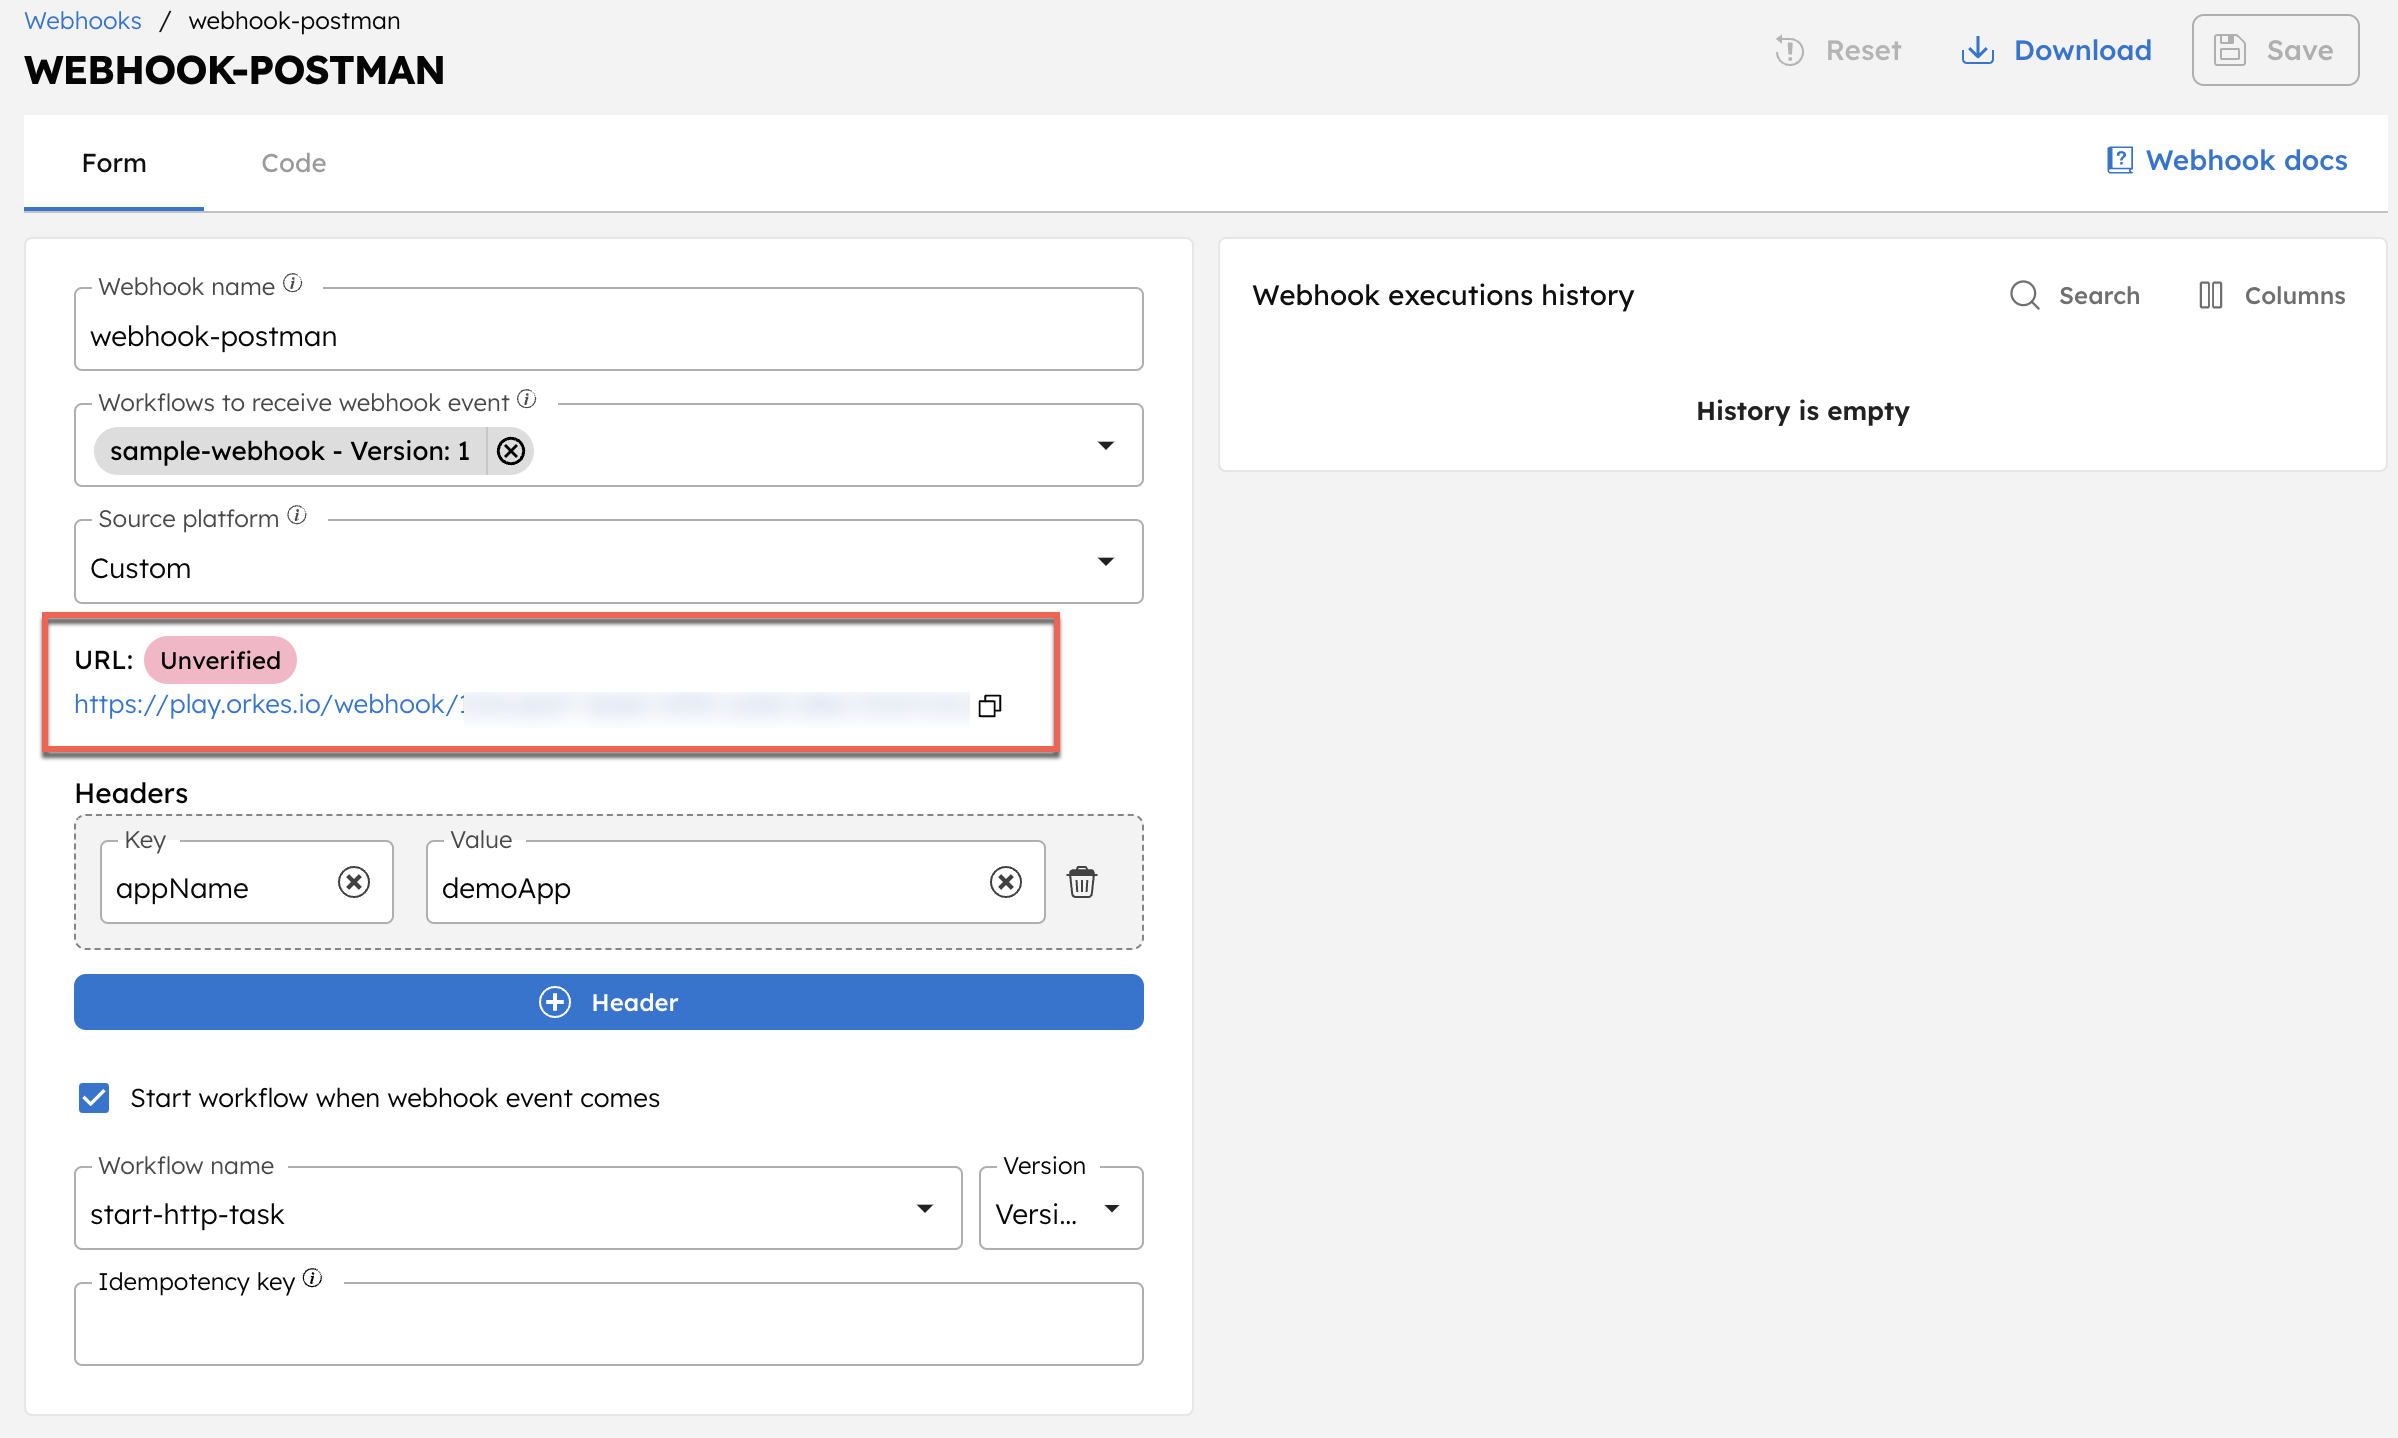 Webhooks / webhook-postman
WEBHOOK-POSTMAN
Reset
Download
Save
Form
Code
Webhook docs
Webhook name
webhook-postman
Workflows to receive webhook event
sample-webhook - Version: 1
Source platform
Custom
URL: Unverified
https://play.orkes.io/webhook/
Headers
Key
appName
Value
demoApp
Header
Start workflow when webhook event comes
Workflow name
start-http-task
Version
Versi...
Idempotency key
Webhook executions history
Search
Columns
History is empty